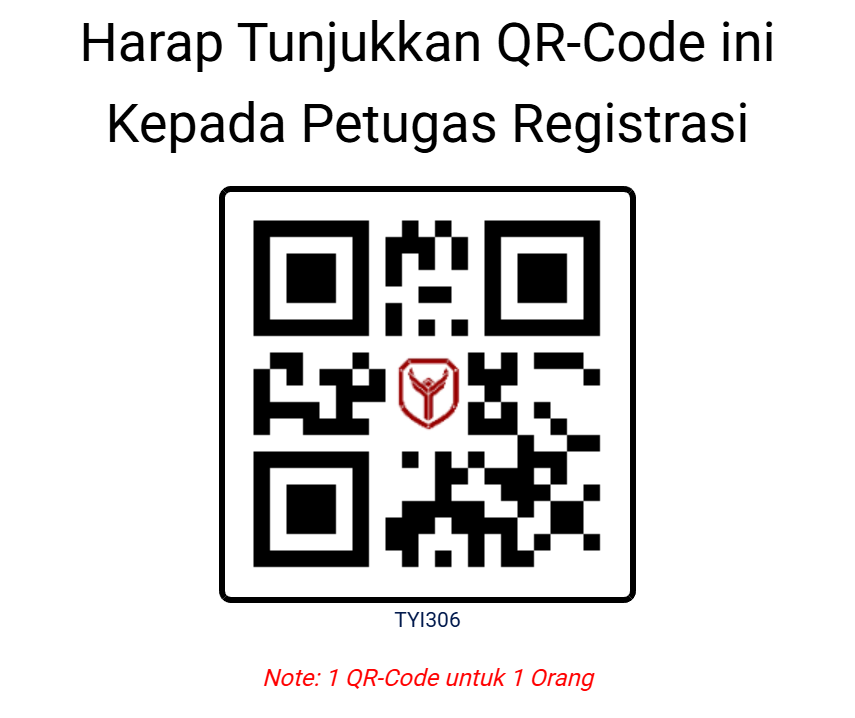 Harap Tunjukkan QR-Code ini
Kepada Petugas Registrasi
TYI306
Note: 1 QR-Code untuk 1 Orang